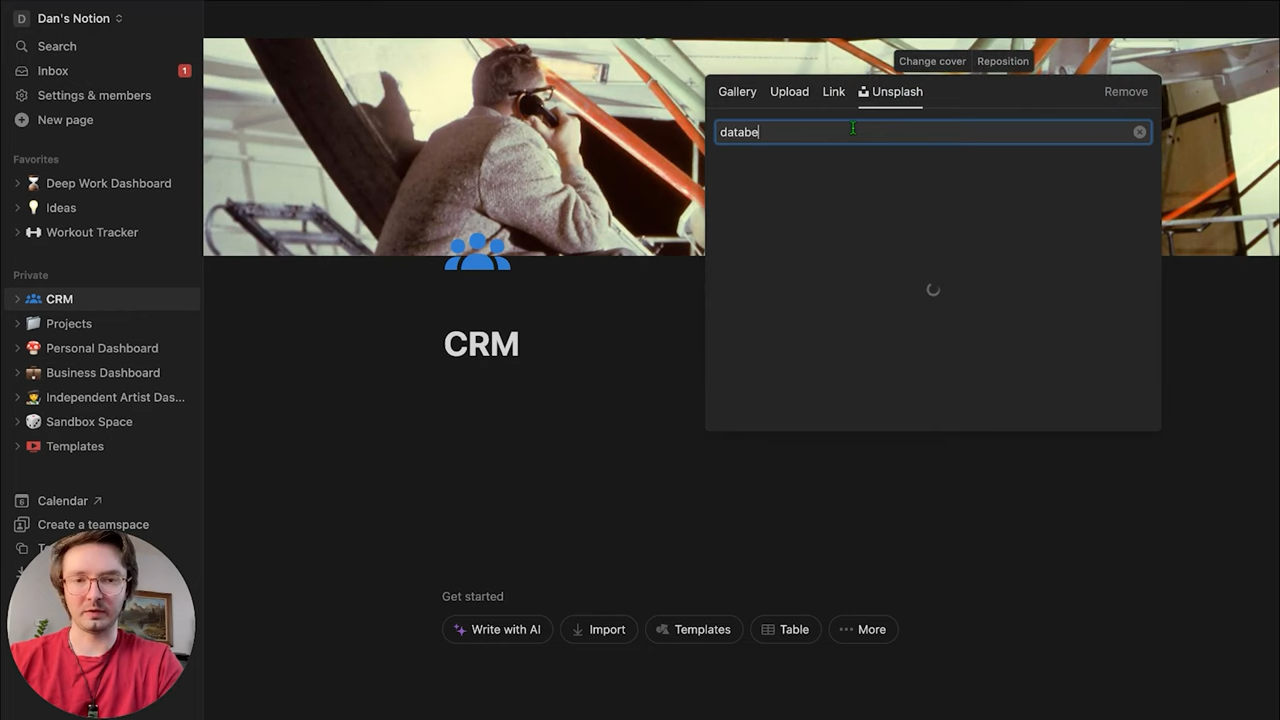 D Dan's Notion
Search
Inbox 1
Settings & members
New page
Favorites
Deep Work Dashboard
Ideas
Workout Tracker
Private
CRM
Projects
Personal Dashboard
Business Dashboard
Independent Artist Das...
Sandbox Space
Templates
6 Calendar ↗
Create a teamspace
Change cover Reposition
Gallery Upload Link Unsplash Remove
databe
CRM
Get started
Write with AI Import Templates Table More